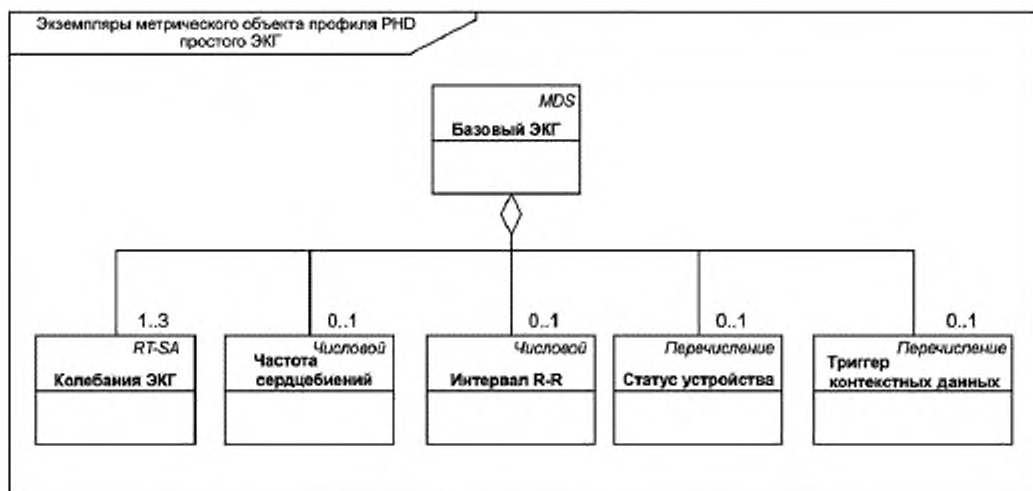 Экземпляры метрического объекта профиля PHD
простого ЭКГ
MDS
Базовый ЭКГ
1..3
0..1
0..1
0..1
0..1
RT-SA
Колебания ЭКГ
Числовой
Частота
сердцебиений
Числовой
Интервал R-R
Перечисление
Статус устройства
Перечисление
Триггер
контекстных данных